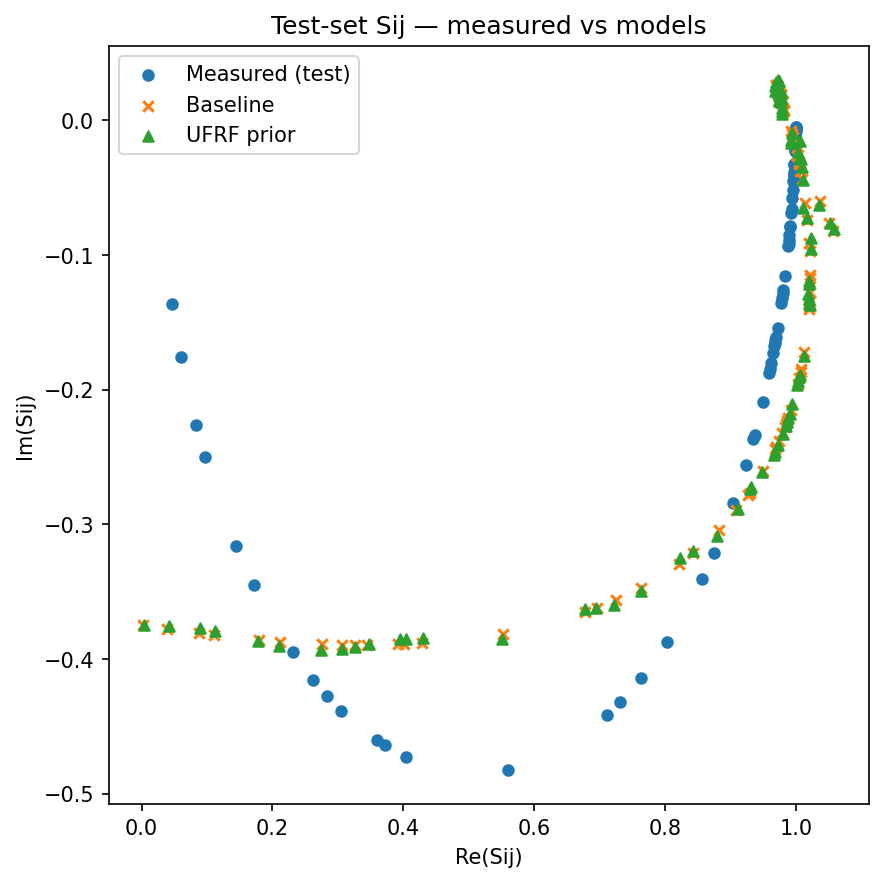 Test-set Sij — measured vs models
Measured (test)
Baseline
UFRF prior
0.0
−0.1
−0.2
−0.3
−0.4
−0.5
Im(Sij)
0.0 0.2 0.4 0.6 0.8 1.0
Re(Sij)